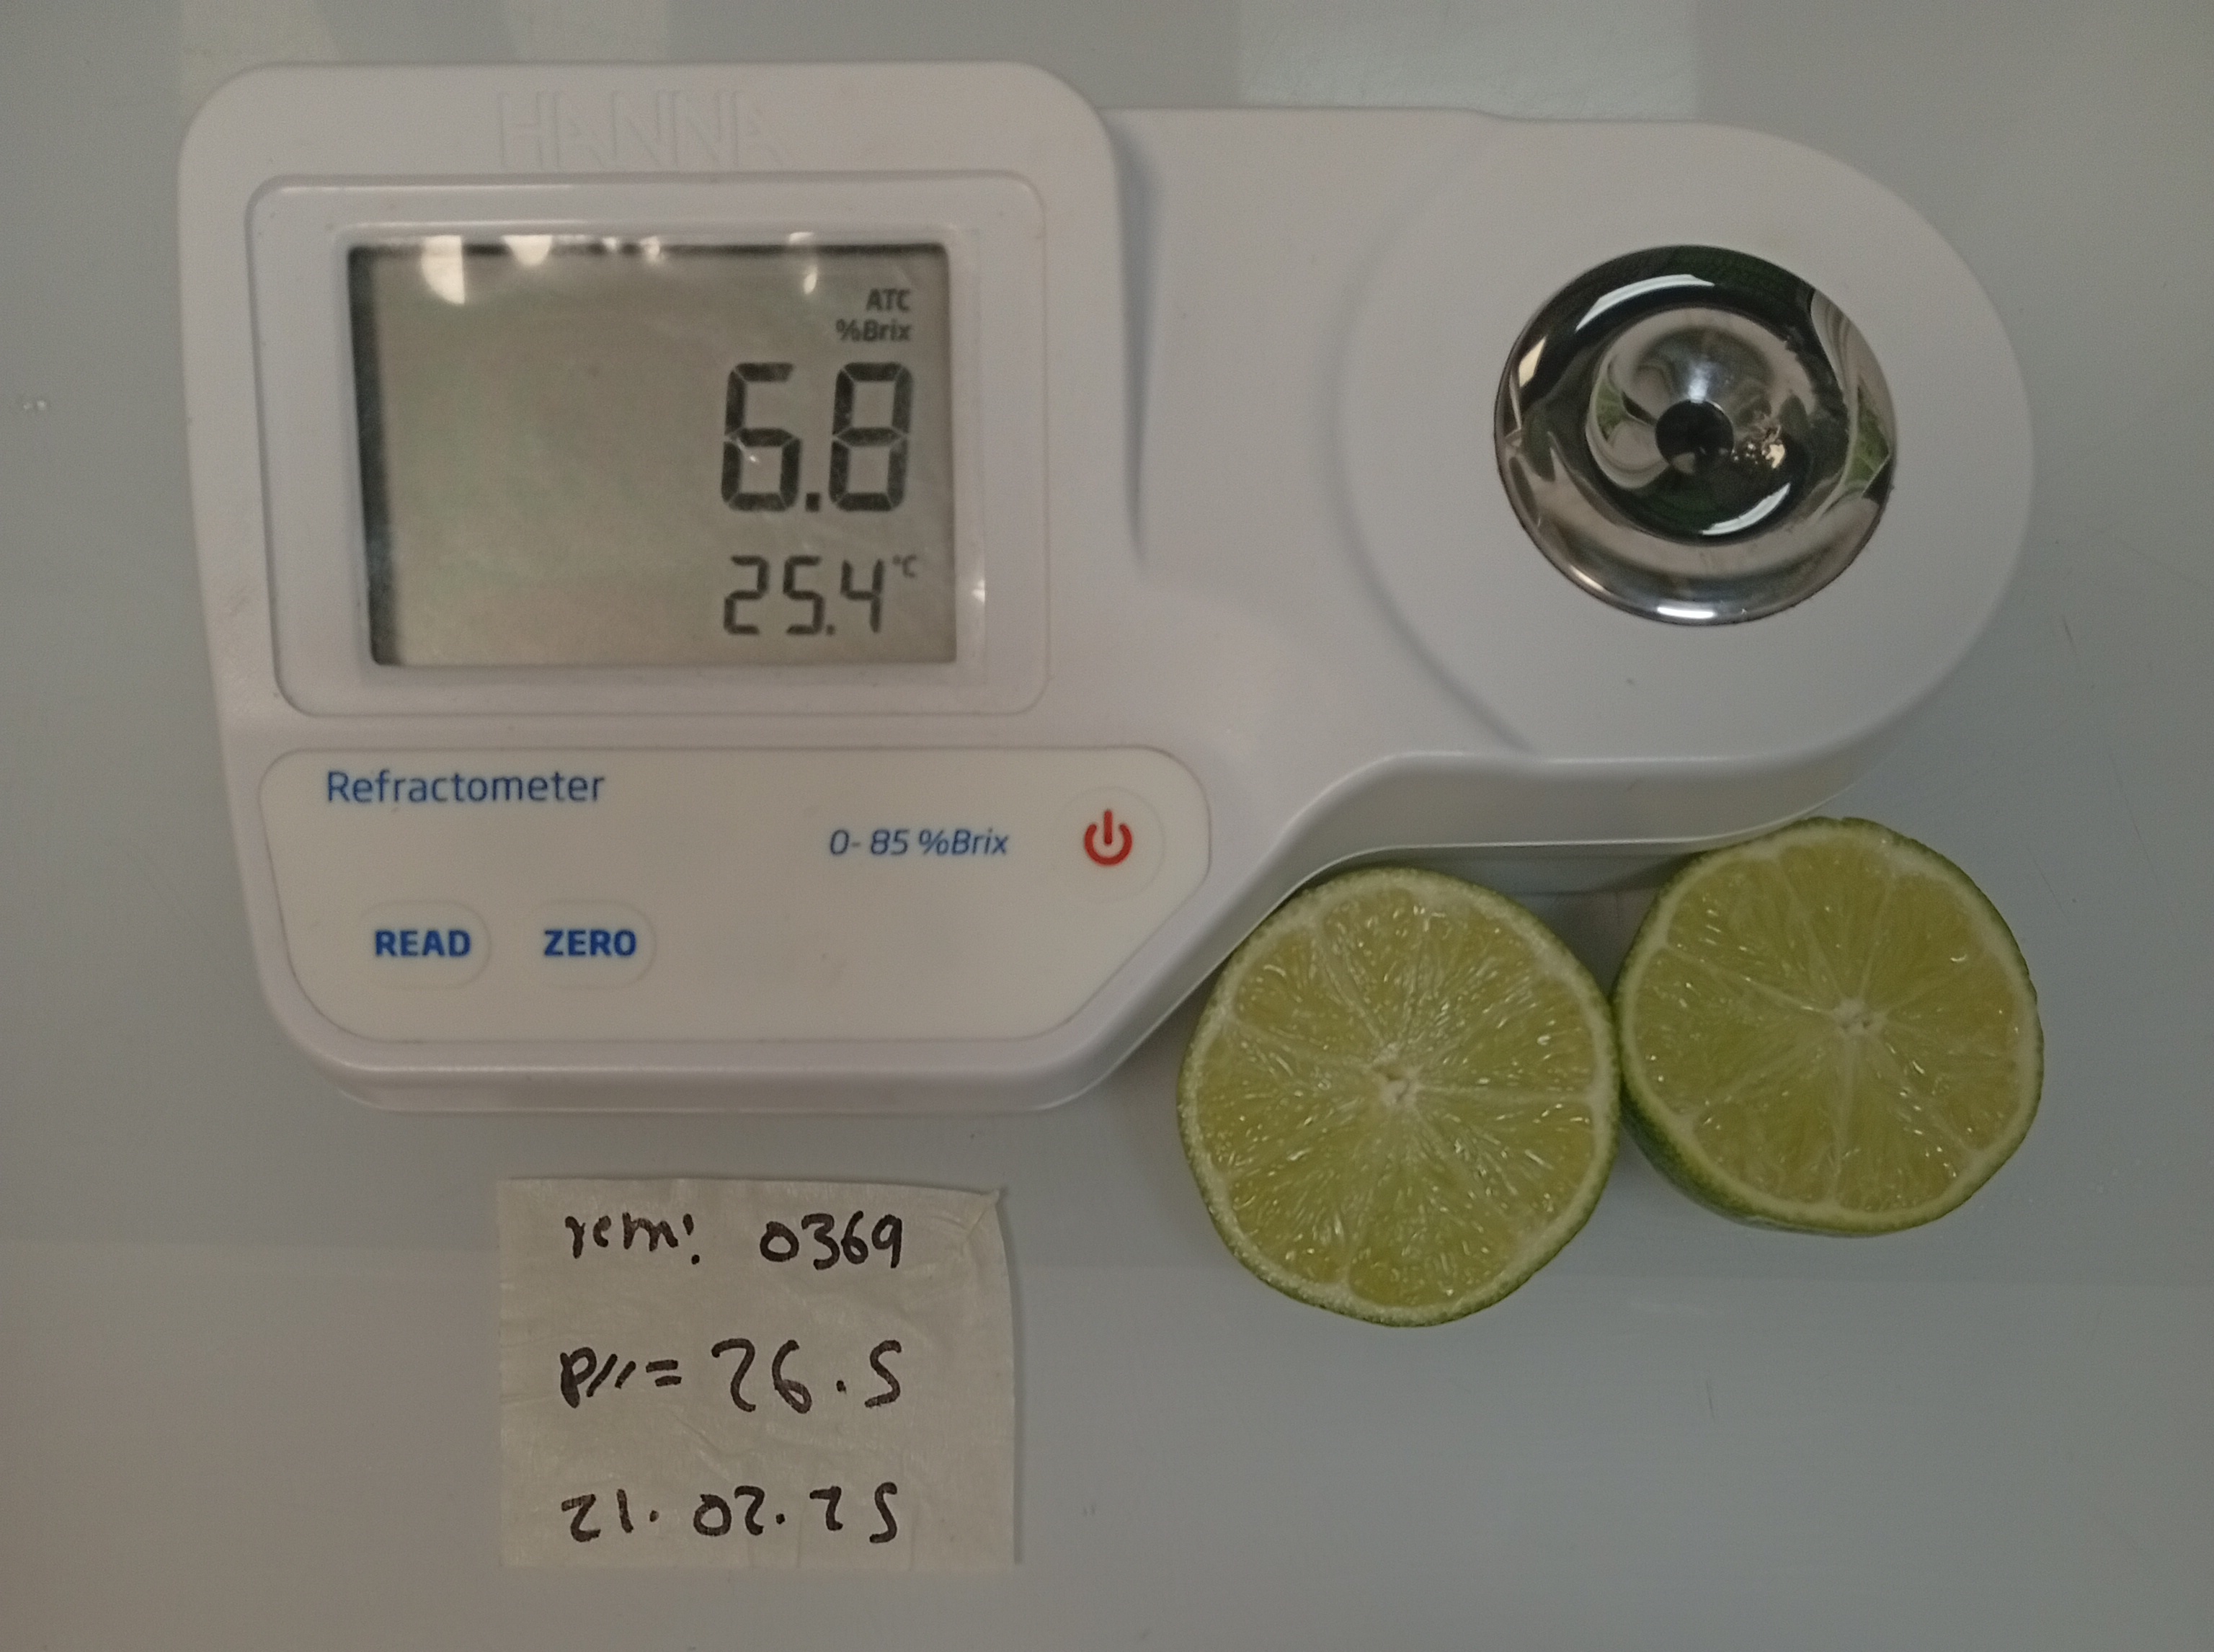 HANNA
ATC
%Brix
6.8
25.4°C
Refractometer
0-85 %Brix
READ ZERO
rem: 0369
P//= 26.5
21.02.25